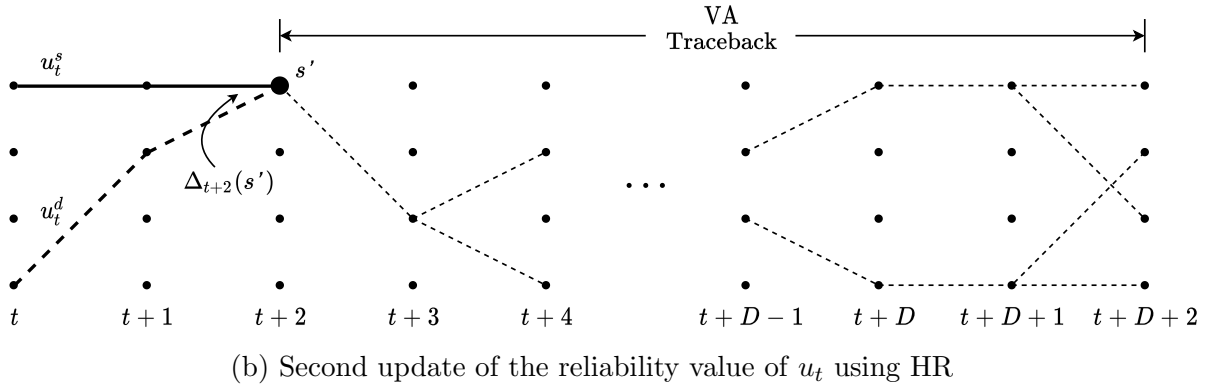 VA
Traceback
u_t^s
s'
Δ_{t+2}(s')
...
u_t^d
t t + 1 t + 2 t + 3 t + 4 t + D − 1 t + D t + D + 1 t + D + 2
(b) Second update of the reliability value of u_t using HR